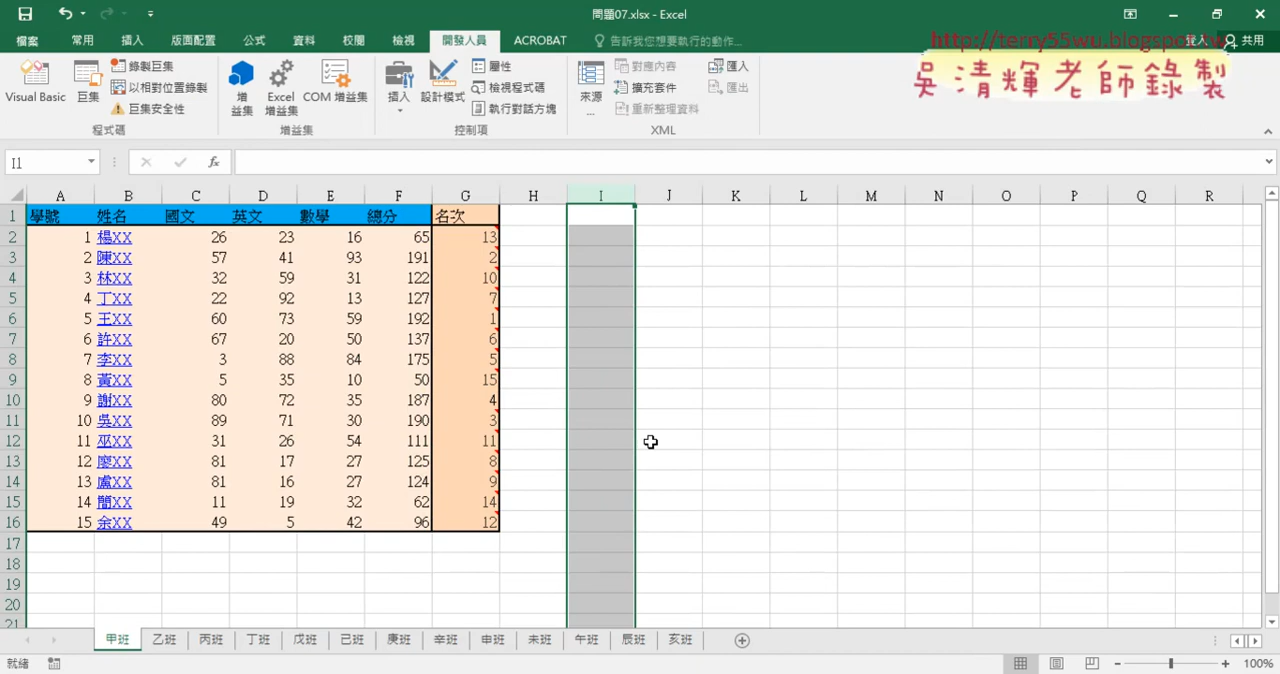 問題07.xlsx - Excel
檔案 常用 插入 版面配置 公式 資料 校閱 檢視 開發人員 ACROBAT 告訴我您想要執行的動作... 登入 共用
http://terry55wu.blogspot.tw
吳清輝老師錄製
Visual Basic 巨集 錄製巨集 以相對位置錄製 巨集安全性
程式碼
增益集 Excel 增益集 COM 增益集
增益集
插入 設計模式 屬性 檢視程式碼 執行對話方塊
控制項
來源 ... 對應內容 擴充套件 重新整理資料 匯入 匯出
XML
I1 fx
A B C D E F G H I J K L M N O P Q R
1 學號 姓名 國文 英文 數學 總分 名次
2 1 楊XX 26 23 16 65 13
3 2 陳XX 57 41 93 191 2
4 3 林XX 32 59 31 122 10
5 4 丁XX 22 92 13 127 7
6 5 王XX 60 73 59 192 1
7 6 許XX 67 20 50 137 6
8 7 李XX 3 88 84 175 5
9 8 黃XX 5 35 10 50 15
10 9 謝XX 80 72 35 187 4
11 10 吳XX 89 71 30 190 3
12 11 巫XX 31 26 54 111 11
13 12 廖XX 81 17 27 125 8
14 13 盧XX 81 16 27 124 9
15 14 簡XX 11 19 32 62 14
16 15 余XX 49 5 42 96 12
17
18
19
20
21
甲班 乙班 丙班 丁班 戊班 己班 庚班 辛班 申班 未班 午班 辰班 亥班
就緒 100%